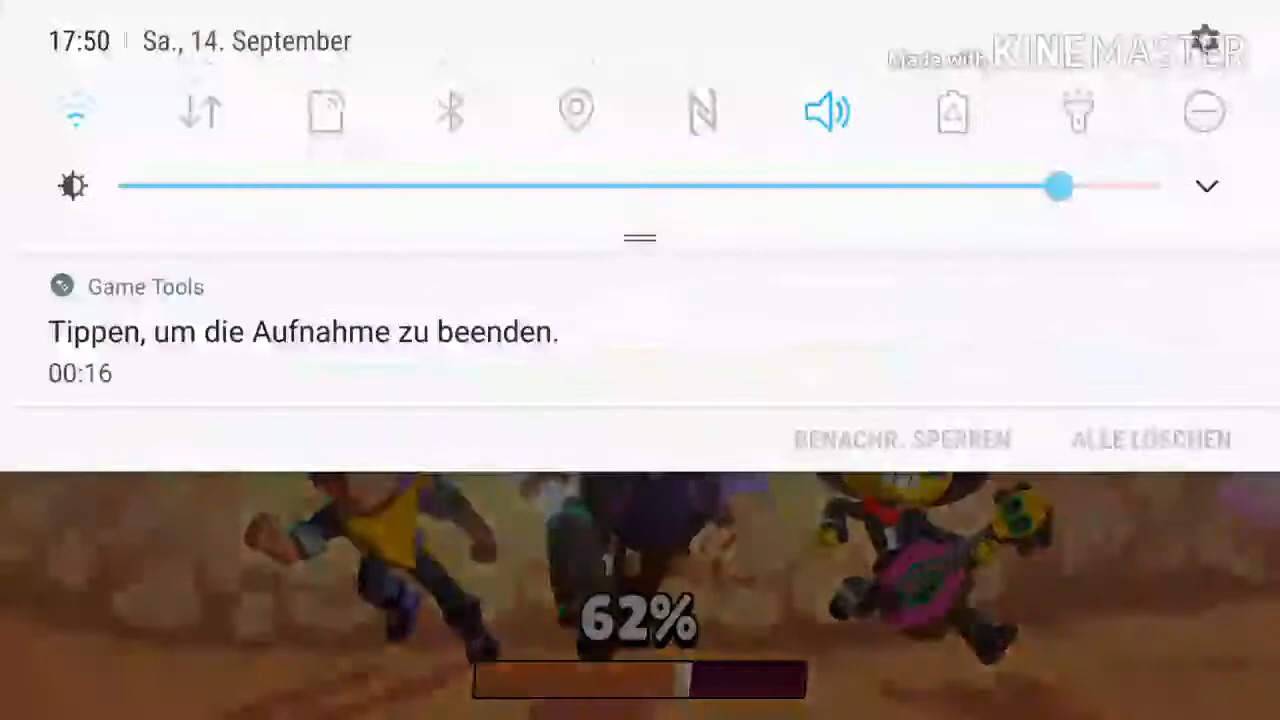 17:50 Sa., 14. September
Made with KINEMASTER
Game Tools
Tippen, um die Aufnahme zu beenden.
00:16
BENACHR. SPERREN ALLE LÖSCHEN
62%